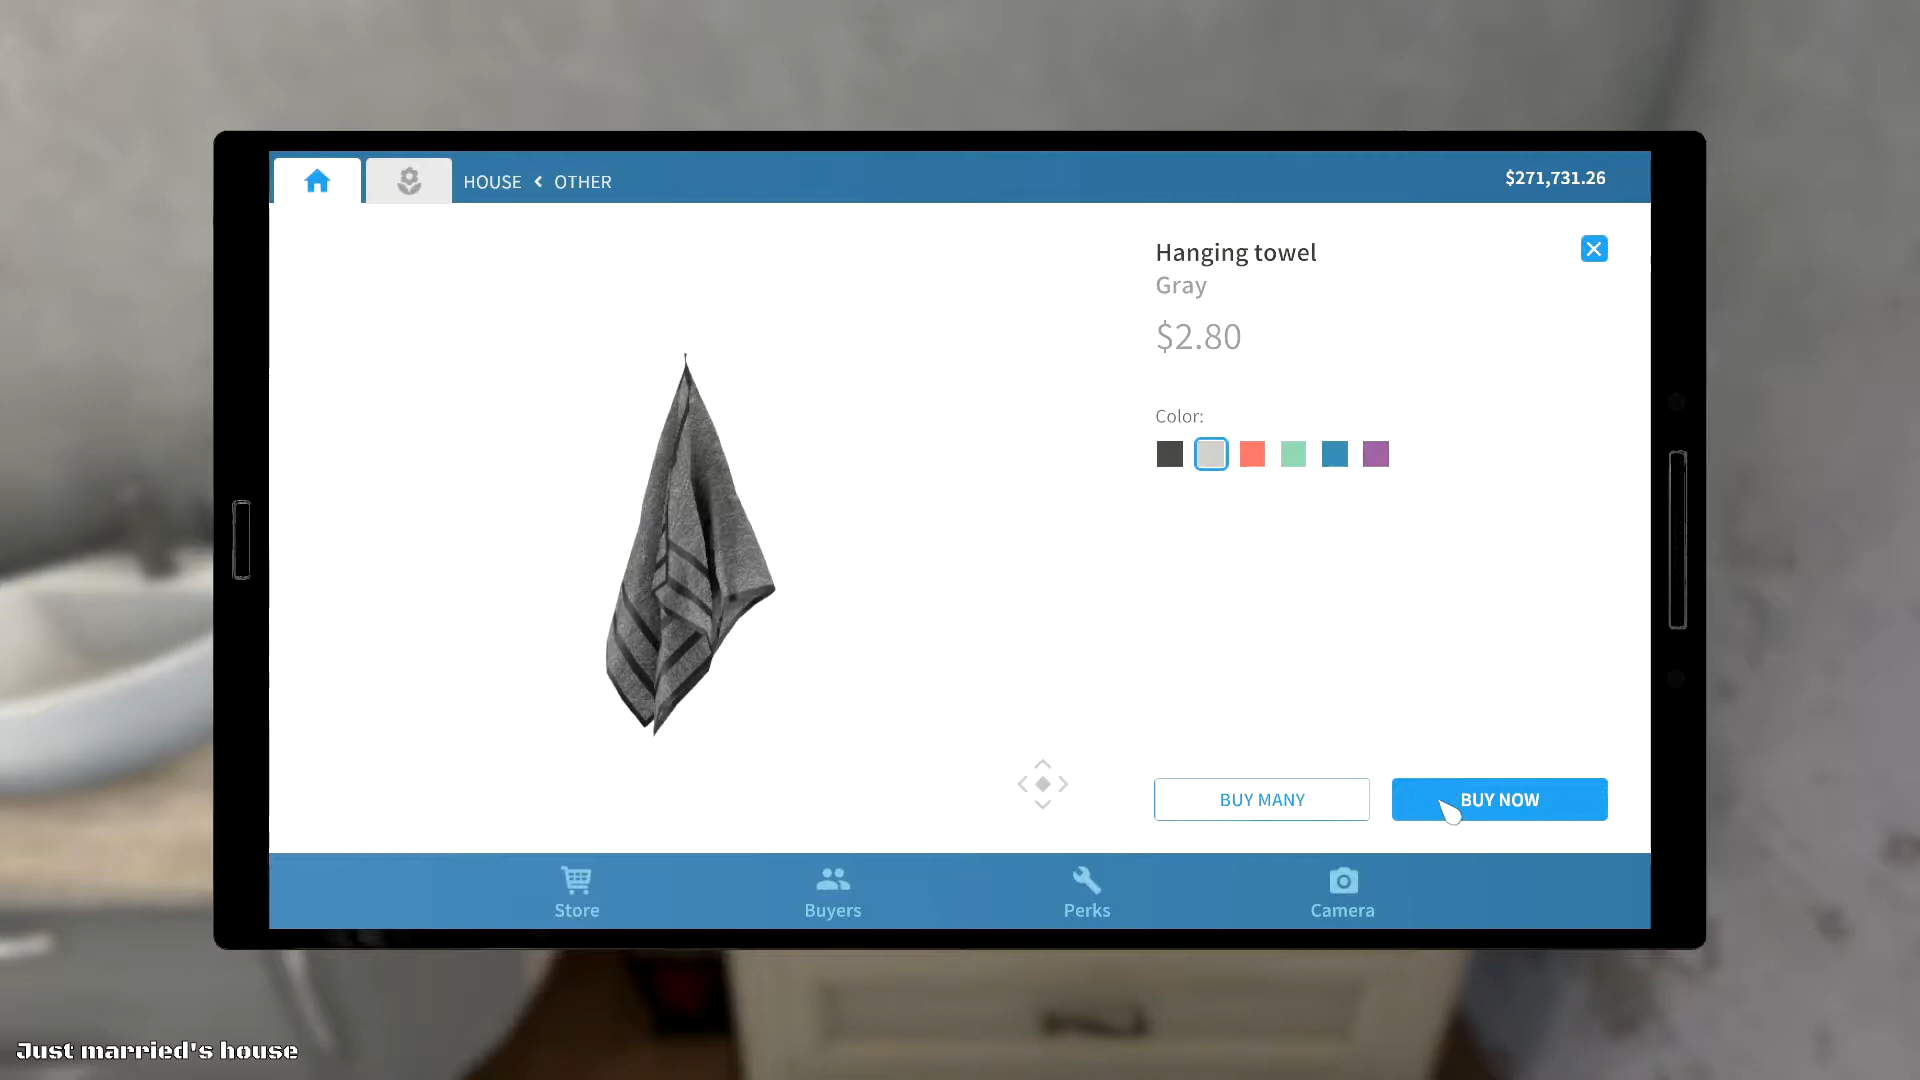 HOUSE < OTHER
$271,731.26
Hanging towel
Gray
$2.80
Color:
BUY MANY
BUY NOW
Store
Buyers
Perks
Camera
Just married's house